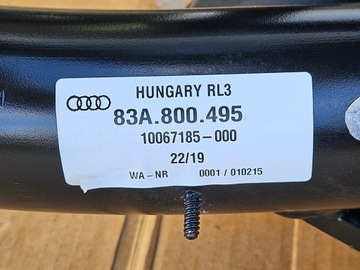 HUNGARY RL3
83A.800.495
10067185-000
22/19
WA-NR 0001 / 010215